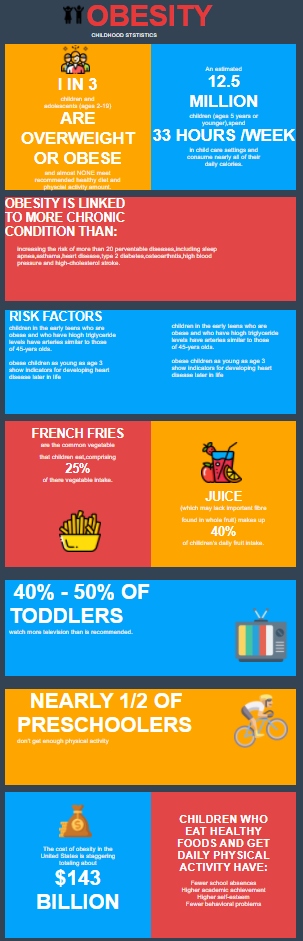 OBESITY
CHILDHOOD STSTISTICS
I IN 3
children and
adolescents (ages 2-19)
ARE
OVERWEIGHT
OR OBESE
and almost NONE meet
recommended healthy diet and
physcial activity amount.
An estimated
12.5
MILLION
children (ages 5 years or
younger),spend
33 HOURS /WEEK
in child care settings and
consume nearly all of their
daily calories.
OBESITY IS LINKED
TO MORE CHRONIC
CONDITION THAN:
Increasing the risk of more than 20 perventable diseases,including sleep
apnea,asthama,heart disease,type 2 diabetes,osteoarthritis,high blood
pressure and high-cholesterol stroke.
RISK FACTORS
children in the early teens who are
obese and who have hiogh triglyceride
levels have arteries similar to those
of 45-yers olds.
obese children as young as age 3
show indicators for developing heart
disease later in life
children in the early teens who are
obese and who have hiogh triglyceride
levels have arteries similar to those
of 45-yers olds.
obese children as young as age 3
show indicators for developing heart
disease later in life
FRENCH FRIES
are the common vegetable
that children eat,comprising
25%
of there vegetable intake.
JUICE
(which may lack important fibre
found in whole fruit) makes up
40%
of children's daily fruit intake.
40% - 50% OF
TODDLERS
watch more television than is recommended.
NEARLY 1/2 OF
PRESCHOOLERS
don't get enough physical activity
The cost of obesity in the
United States is staggering
totaling about
$143
BILLION
CHILDREN WHO
EAT HEALTHY
FOODS AND GET
DAILY PHYSICAL
ACTIVITY HAVE:
Fewer school absences
Higher academic achievement
Higher self-esteem
Fewer behavioral problems